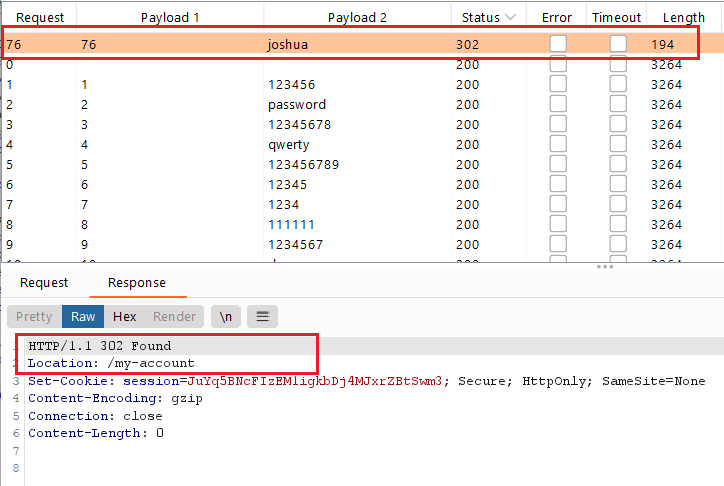 Request Payload 1 Payload 2 Status Error Timeout Length
76 76 joshua 302 194
0 200 3264
1 1 123456 200 3264
2 2 password 200 3264
3 3 12345678 200 3264
4 4 qwerty 200 3264
5 5 123456789 200 3264
6 6 12345 200 3264
7 7 1234 200 3264
8 8 111111 200 3264
9 9 1234567 200 3264
10 10 200 3264
Request Response
Pretty Raw Hex Render \n
1 HTTP/1.1 302 Found
2 Location: /my-account
3 Set-Cookie: session=JuYq5BNcFIzEMligkbDj4MJxrZBtSwm3; Secure; HttpOnly; SameSite=None
4 Content-Encoding: gzip
5 Connection: close
6 Content-Length: 0
7
8